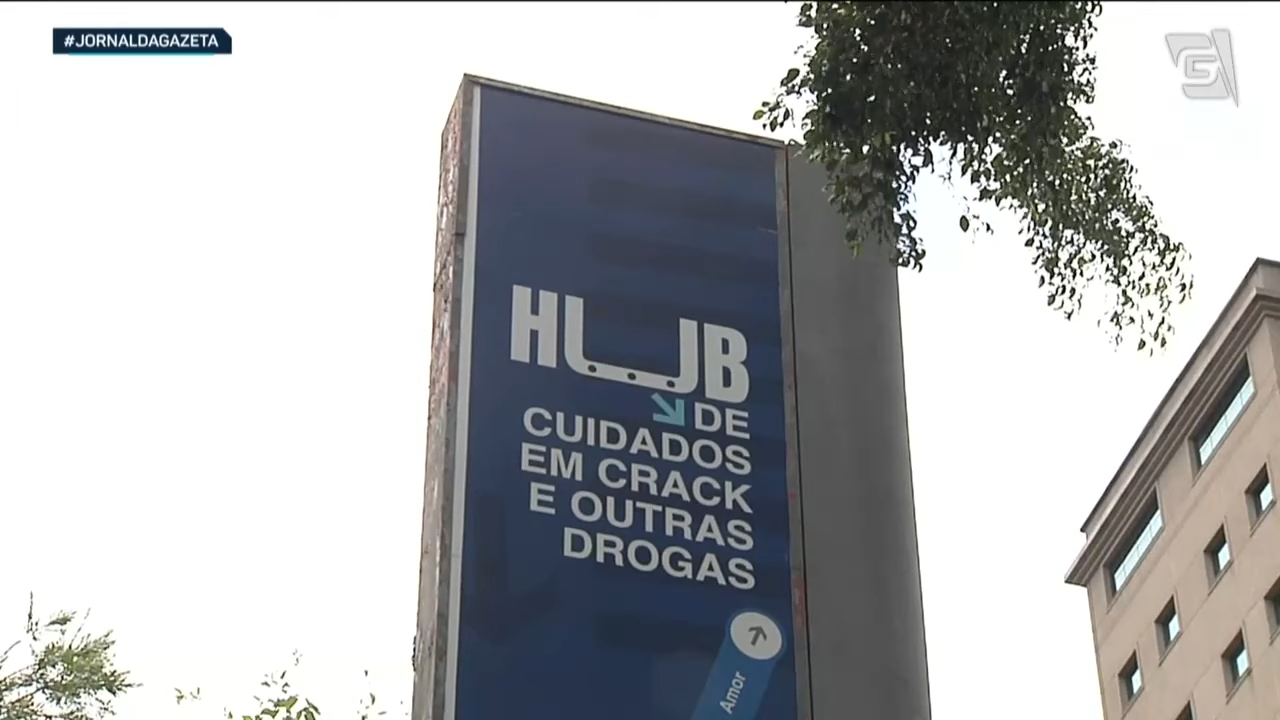 #JORNALDAGAZETA
HUB
DE
CUIDADOS
EM CRACK
E OUTRAS
DROGAS
Amor